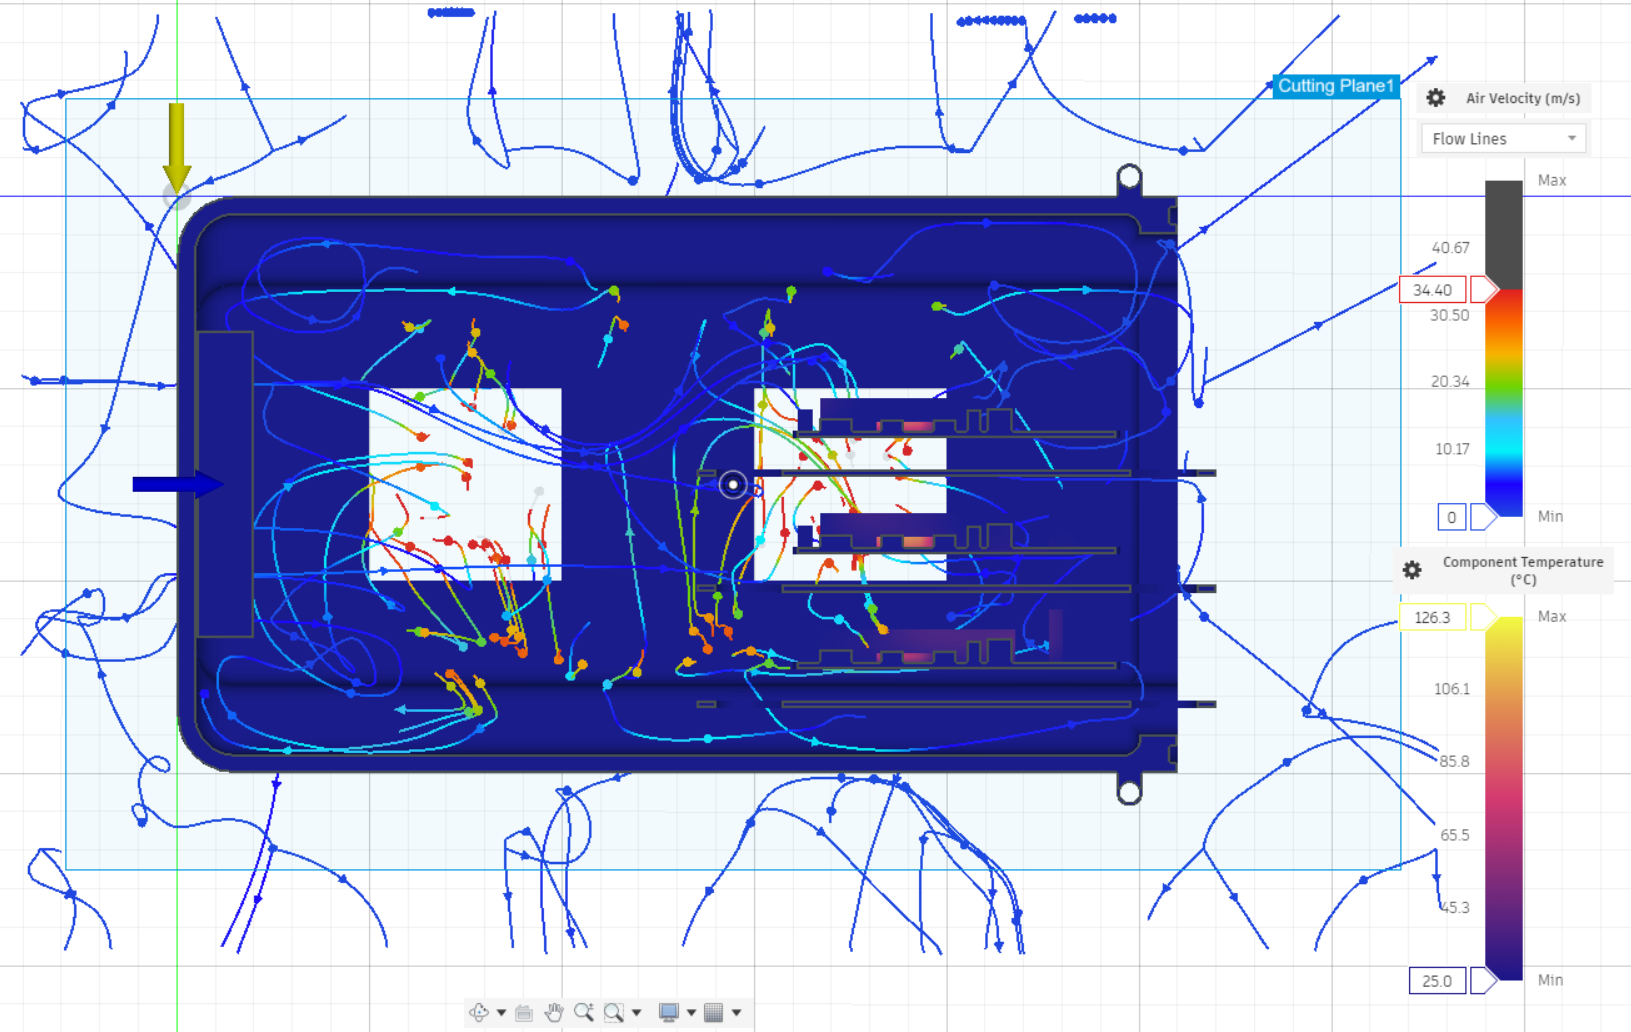 Cutting Plane1
Air Velocity (m/s)
Flow Lines
Max
40.67
34.40
30.50
20.34
10.17
0
Min
Component Temperature
(°C)
126.3
Max
106.1
85.8
65.5
45.3
25.0
Min